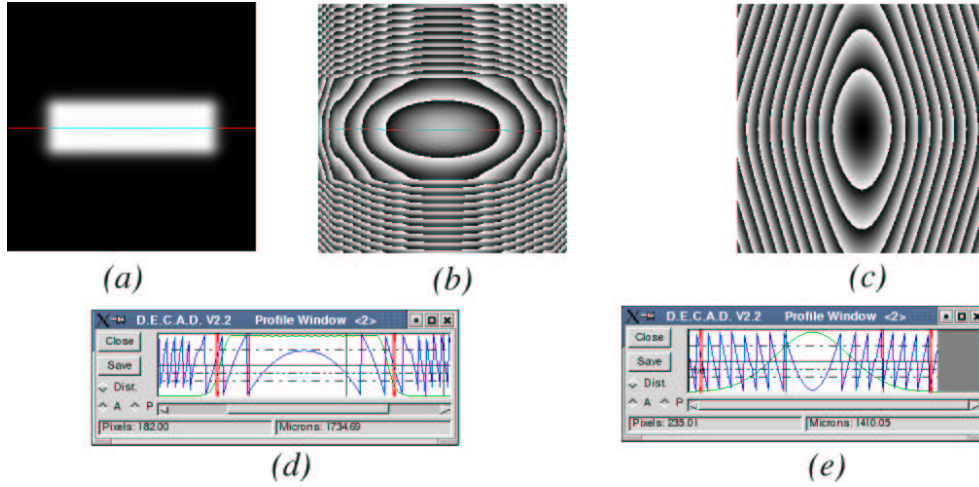 (a)
(b)
(c)
D.E.C.A.D. V2.2 Profile Window <2>
Close
Save
Dist.
A P
Pixels: 182.00 Microns: 1734.69
(d)
D.E.C.A.D. V2.2 Profile Window <2>
Close
Save
Dist.
A P
Pixels: 235.01 Microns: 1410.05
(e)